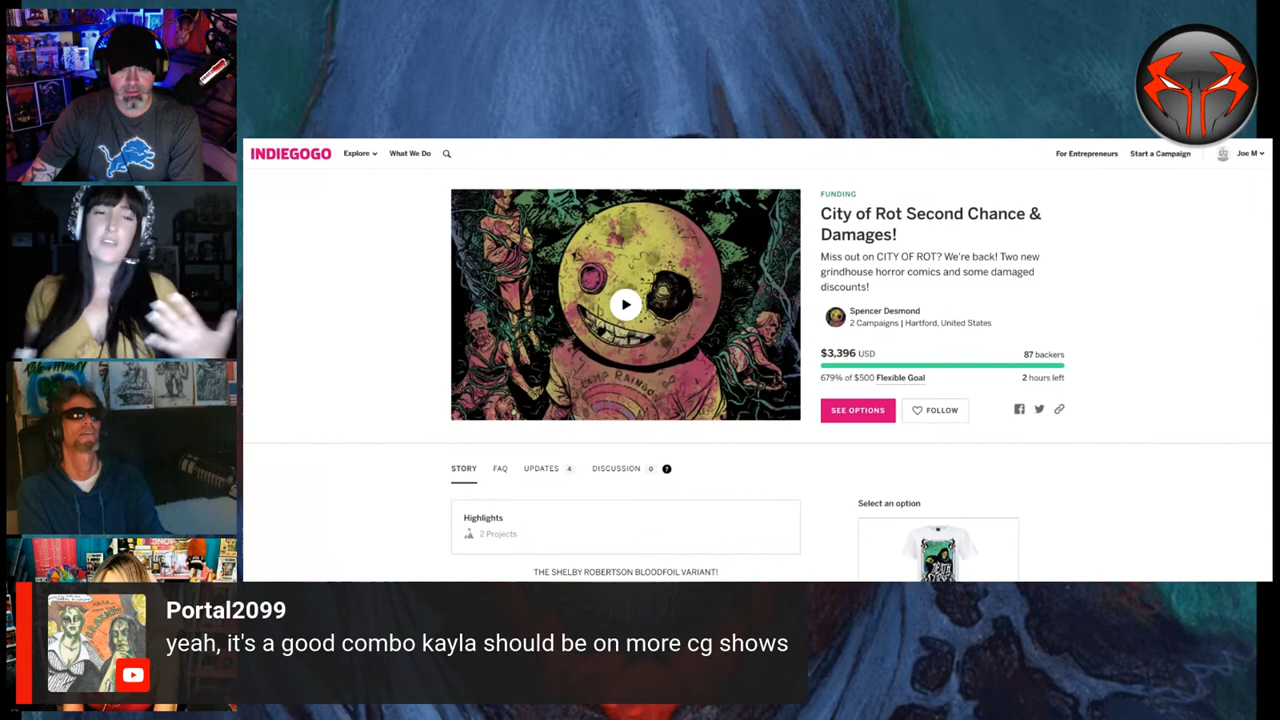 INDIEGOGO
Explore
What We Do
For Entrepreneurs
Start a Campaign
Joe M
FUNDING
City of Rot Second Chance &
Damages!
Miss out on CITY OF ROT? We're back! Two new
grindhouse horror comics and some damaged
discounts!
Spencer Desmond
2 Campaigns | Hartford, United States
$3,396 USD
87 backers
679% of $500 Flexible Goal
2 hours left
SEE OPTIONS
FOLLOW
CAMP RAINBO
STORY
FAQ
UPDATES 4
DISCUSSION 0 ?
Highlights
2 Projects
THE SHELBY ROBERTSON BLOODFOIL VARIANT!
Select an option
Portal2099
yeah, it's a good combo kayla should be on more cg shows